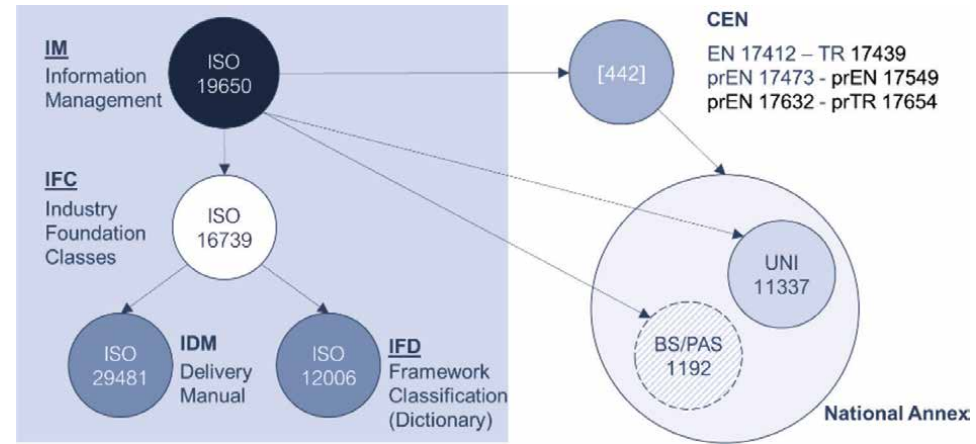 IM
Information
Management
ISO
19650
[442]
CEN
EN 17412 – TR 17439
prEN 17473 - prEN 17549
prEN 17632 - prTR 17654
IFC
Industry
Foundation
Classes
ISO
16739
UNI
11337
ISO
29481
IDM
Delivery
Manual
ISO
12006
IFD
Framework
Classification
(Dictionary)
BS/PAS
1192
National Annex